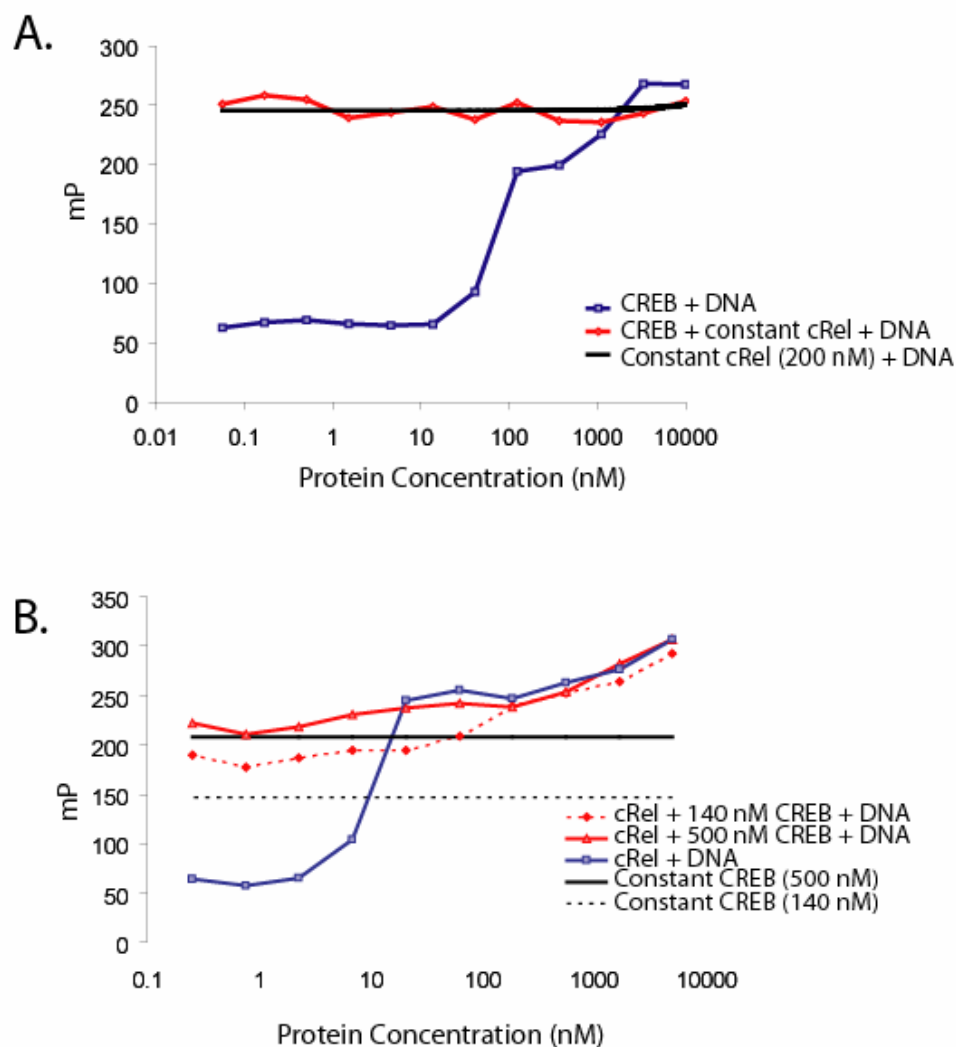 A.
300
250
200
150
100
50
0
mP
0.01 0.1 1 10 100 1000 10000
Protein Concentration (nM)
CREB + DNA
CREB + constant cRel + DNA
Constant cRel (200 nM) + DNA
B.
350
300
250
200
150
100
50
0
mP
0.1 1 10 100 1000 10000
Protein Concentration (nM)
cRel + 140 nM CREB + DNA
cRel + 500 nM CREB + DNA
cRel + DNA
Constant CREB (500 nM)
Constant CREB (140 nM)